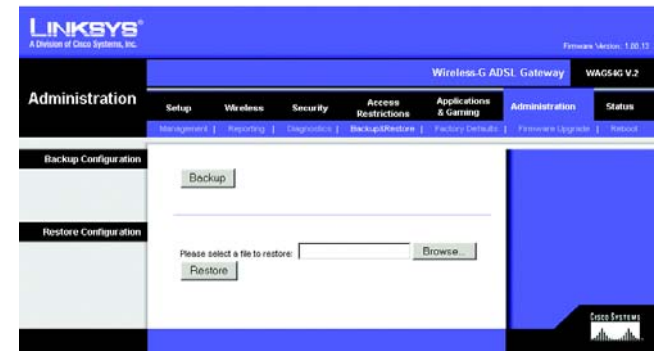 LINKSYS®
A Division of Cisco Systems, Inc.
Firmware Version: 1.00.13
Wireless-G ADSL Gateway WAG54G V.2
Administration
Setup Wireless Security Access Restrictions Applications & Gaming Administration Status
Management | Reporting | Diagnostics | Backup&Restore | Factory Defaults | Firmware Upgrade | Reboot
Backup Configuration
Backup
Restore Configuration
Please select a file to restore: Browse...
Restore
CISCO SYSTEMS